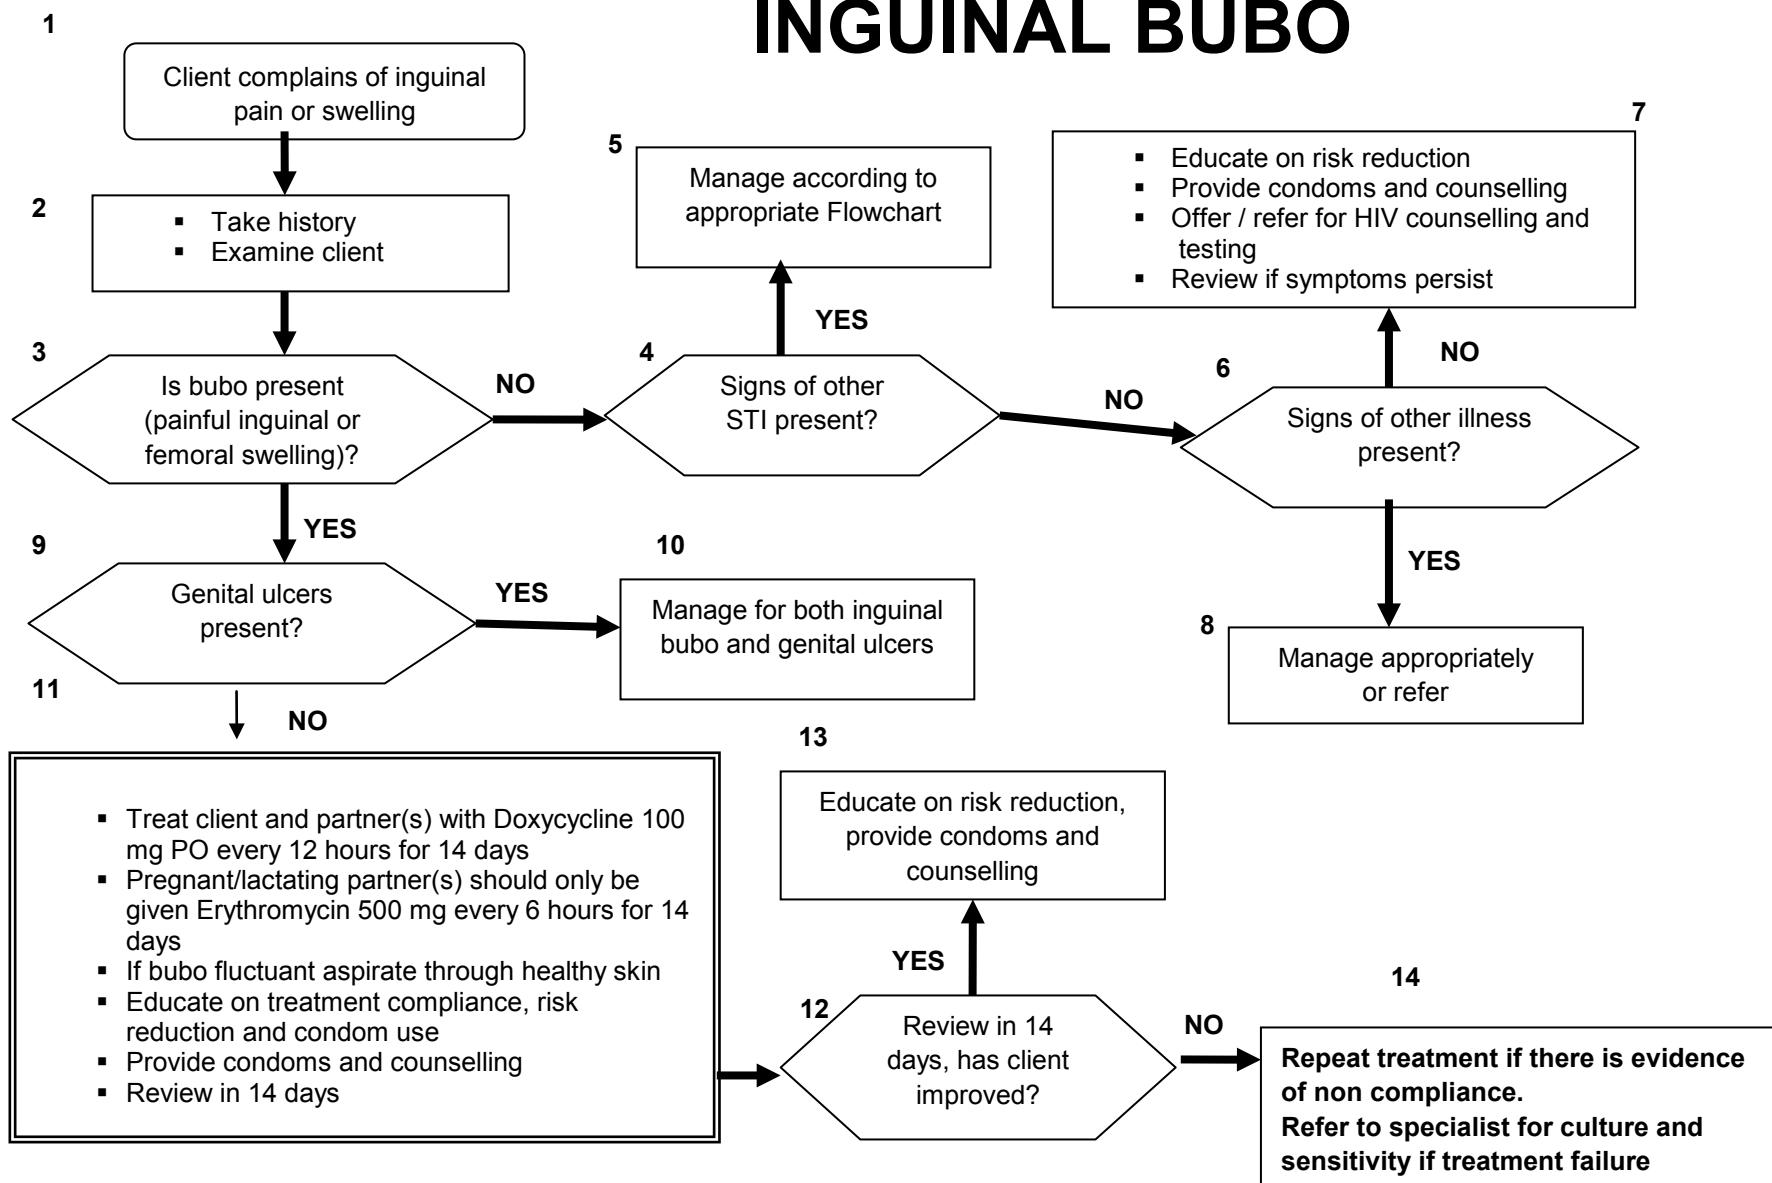 INGUINAL BUBO
1
Client complains of inguinal
pain or swelling
2
▪ Take history
▪ Examine client
3
Is bubo present
(painful inguinal or
femoral swelling)?
NO
YES
4
Signs of other
STI present?
YES
NO
5
Manage according to
appropriate Flowchart
6
Signs of other illness
present?
NO
YES
7
▪ Educate on risk reduction
▪ Provide condoms and counselling
▪ Offer / refer for HIV counselling and
testing
▪ Review if symptoms persist
8
Manage appropriately
or refer
9
Genital ulcers
present?
YES
NO
10
Manage for both inguinal
bubo and genital ulcers
11
▪ Treat client and partner(s) with Doxycycline 100
mg PO every 12 hours for 14 days
▪ Pregnant/lactating partner(s) should only be
given Erythromycin 500 mg every 6 hours for 14
days
▪ If bubo fluctuant aspirate through healthy skin
▪ Educate on treatment compliance, risk
reduction and condom use
▪ Provide condoms and counselling
▪ Review in 14 days
12
Review in 14
days, has client
improved?
YES
NO
13
Educate on risk reduction,
provide condoms and
counselling
14
Repeat treatment if there is evidence
of non compliance.
Refer to specialist for culture and
sensitivity if treatment failure